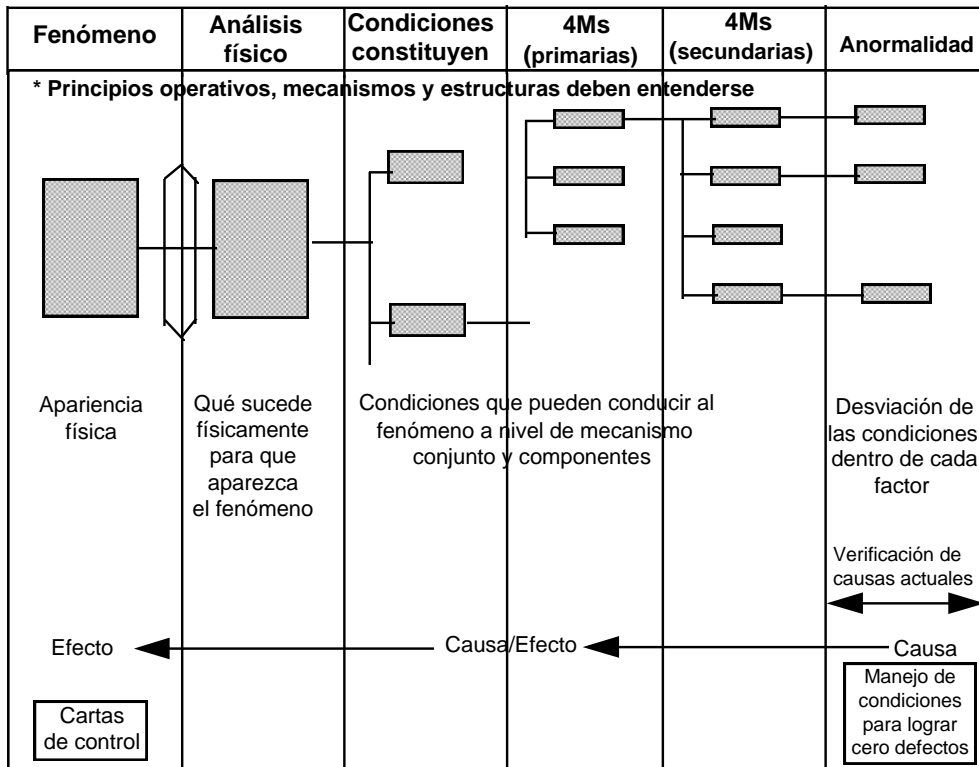 Fenómeno
Análisis
físico
Condiciones
constituyen
4Ms
(primarias)
4Ms
(secundarias)
Anormalidad
* Principios operativos, mecanismos y estructuras deben entenderse
Apariencia
física
Qué sucede
físicamente
para que
aparezca
el fenómeno
Condiciones que pueden conducir al
fenómeno a nivel de mecanismo
conjunto y componentes
Desviación de
las condiciones
dentro de cada
factor
Verificación de
causas actuales
Efecto
Causa/Efecto
Causa
Cartas
de control
Manejo de
condiciones
para lograr
cero defectos